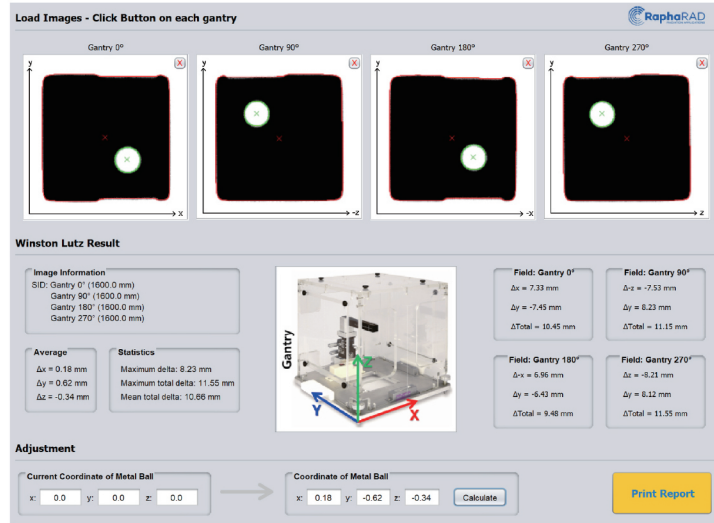 Load Images - Click Button on each gantry
RaphaRAD
Gantry 0°
Gantry 90°
Gantry 180°
Gantry 270°
y
X
x
y
X
-z
y
X
-x
y
X
z
Winston Lutz Result
Image Information
SID: Gantry 0° (1600.0 mm)
Gantry 90° (1600.0 mm)
Gantry 180° (1600.0 mm)
Gantry 270° (1600.0 mm)
Average
Δx = 0.18 mm
Δy = 0.62 mm
Δz = -0.34 mm
Statistics
Maximum delta: 8.23 mm
Maximum total delta: 11.55 mm
Mean total delta: 10.66 mm
Gantry
Z
Y
X
Field: Gantry 0°
Δx = 7.33 mm
Δy = -7.45 mm
ΔTotal = 10.45 mm
Field: Gantry 90°
Δ-z = -7.53 mm
Δy = 8.23 mm
ΔTotal = 11.15 mm
Field: Gantry 180°
Δ-x = 6.96 mm
Δy = -6.43 mm
ΔTotal = 9.48 mm
Field: Gantry 270°
Δz = -8.21 mm
Δy = 8.12 mm
ΔTotal = 11.55 mm
Adjustment
Current Coordinate of Metal Ball
x: 0.0 y: 0.0 z: 0.0
Coordinate of Metal Ball
x: 0.18 y: -0.62 z: -0.34 Calculate
Print Report